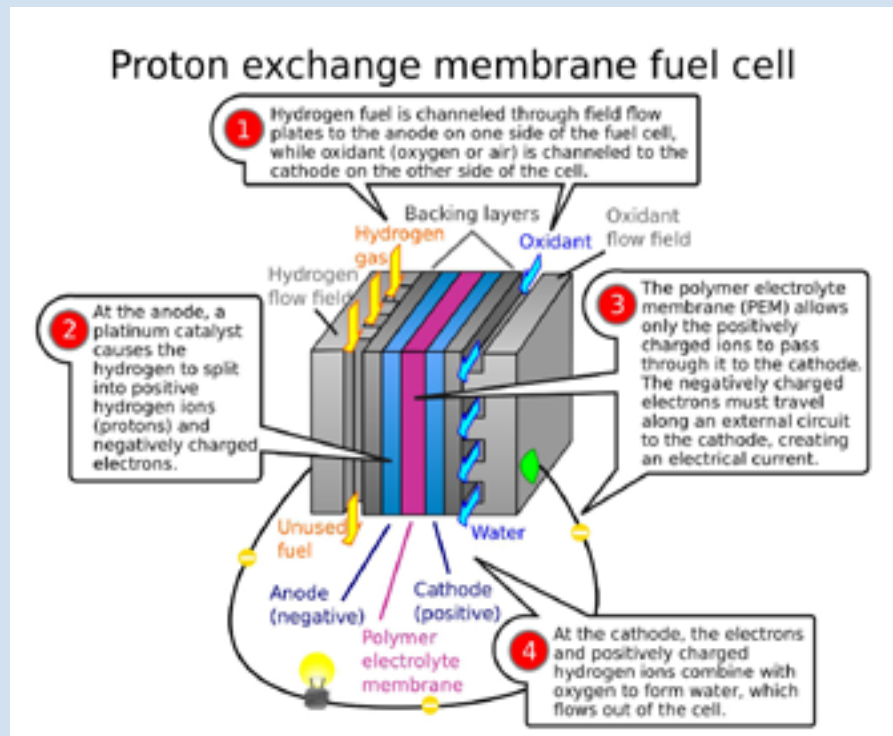 Proton exchange membrane fuel cell
1
Hydrogen fuel is channeled through field flow
plates to the anode on one side of the fuel cell,
while oxidant (oxygen or air) is channeled to the
cathode on the other side of the cell.
Backing layers
Oxidant
flow field
Hydrogen
gas
Oxidant
Hydrogen
flow field
2
At the anode, a
platinum catalyst
causes the
hydrogen to split
into positive
hydrogen ions
(protons) and
negatively charged
electrons.
3
The polymer electrolyte
membrane (PEM) allows
only the positively
charged ions to pass
through it to the cathode.
The negatively charged
electrons must travel
along an external circuit
to the cathode, creating
an electrical current.
Unused
fuel
Water
Anode
(negative)
Cathode
(positive)
Polymer
electrolyte
membrane
4
At the cathode, the electrons
and positively charged
hydrogen ions combine with
oxygen to form water, which
flows out of the cell.